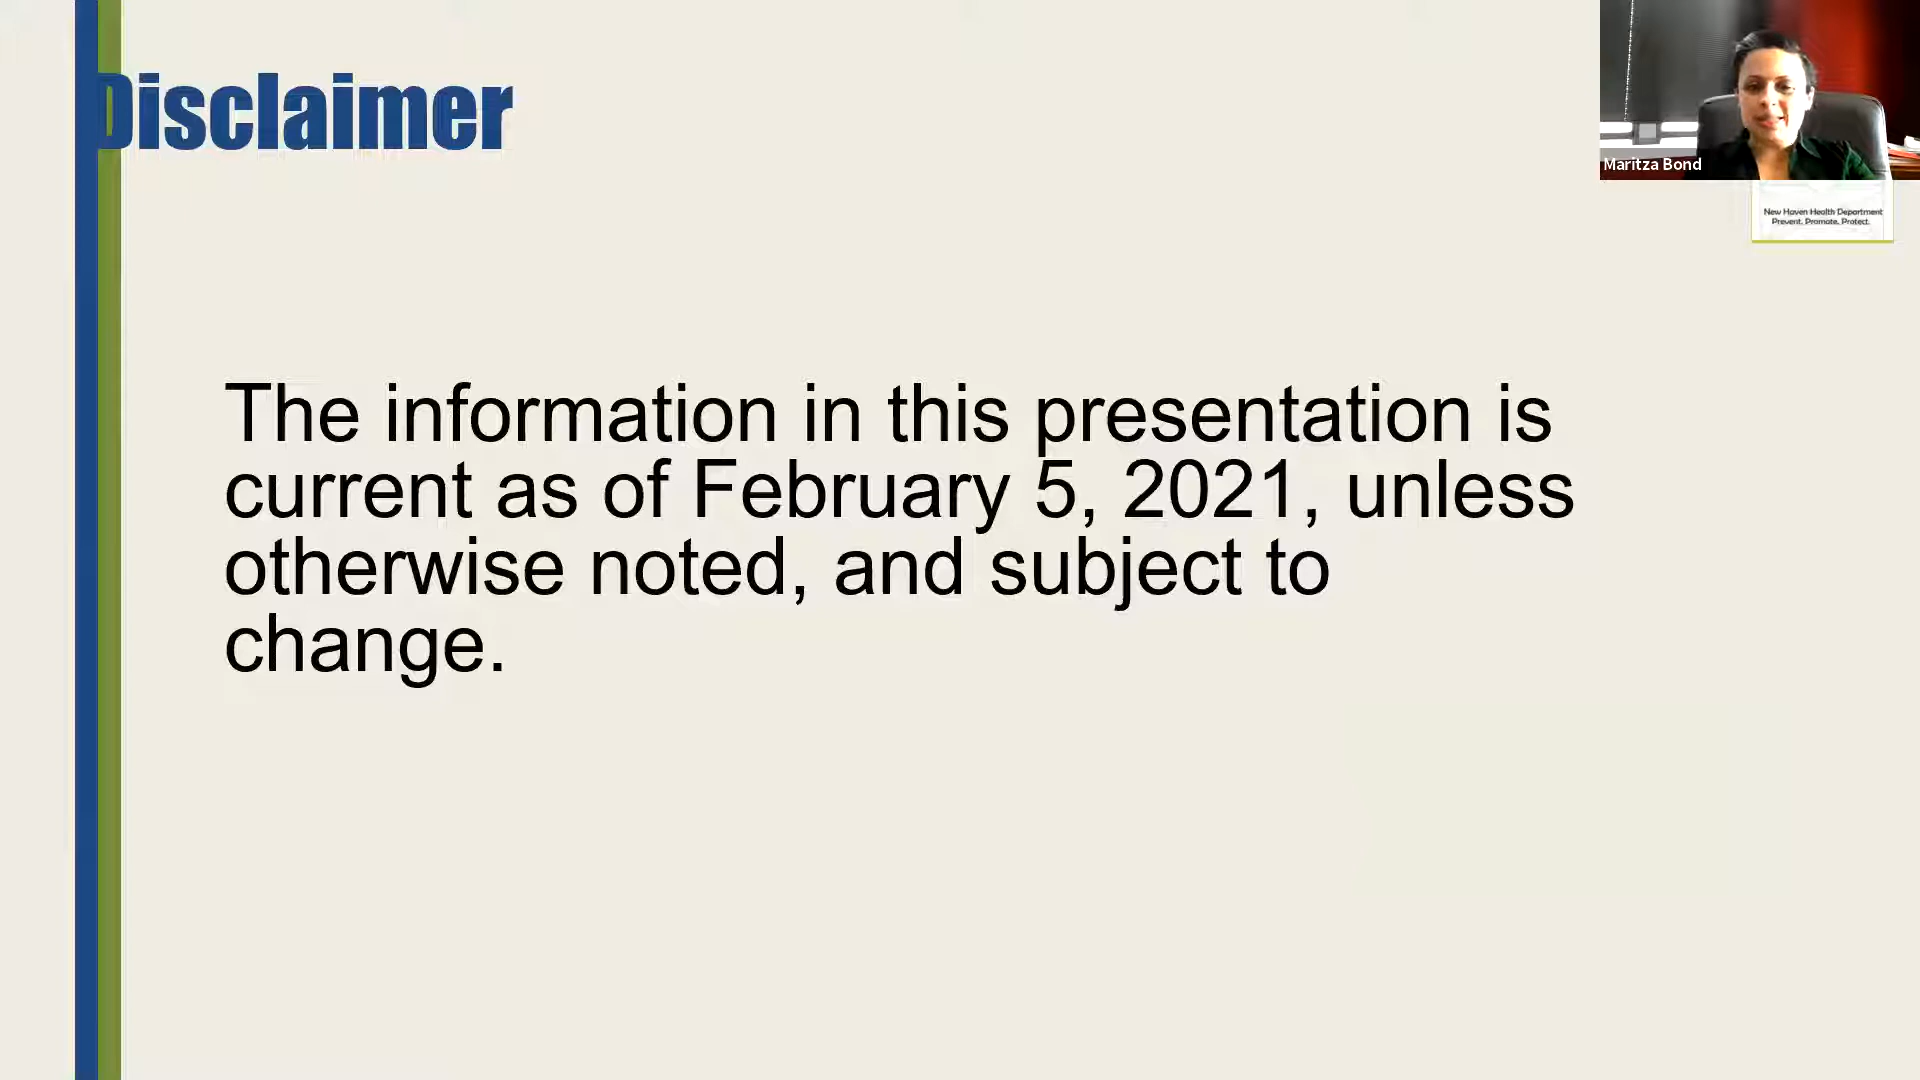 Disclaimer
Maritza Bond
New Haven Health Department
Prevent. Promote. Protect.
The information in this presentation is
current as of February 5, 2021, unless
otherwise noted, and subject to
change.